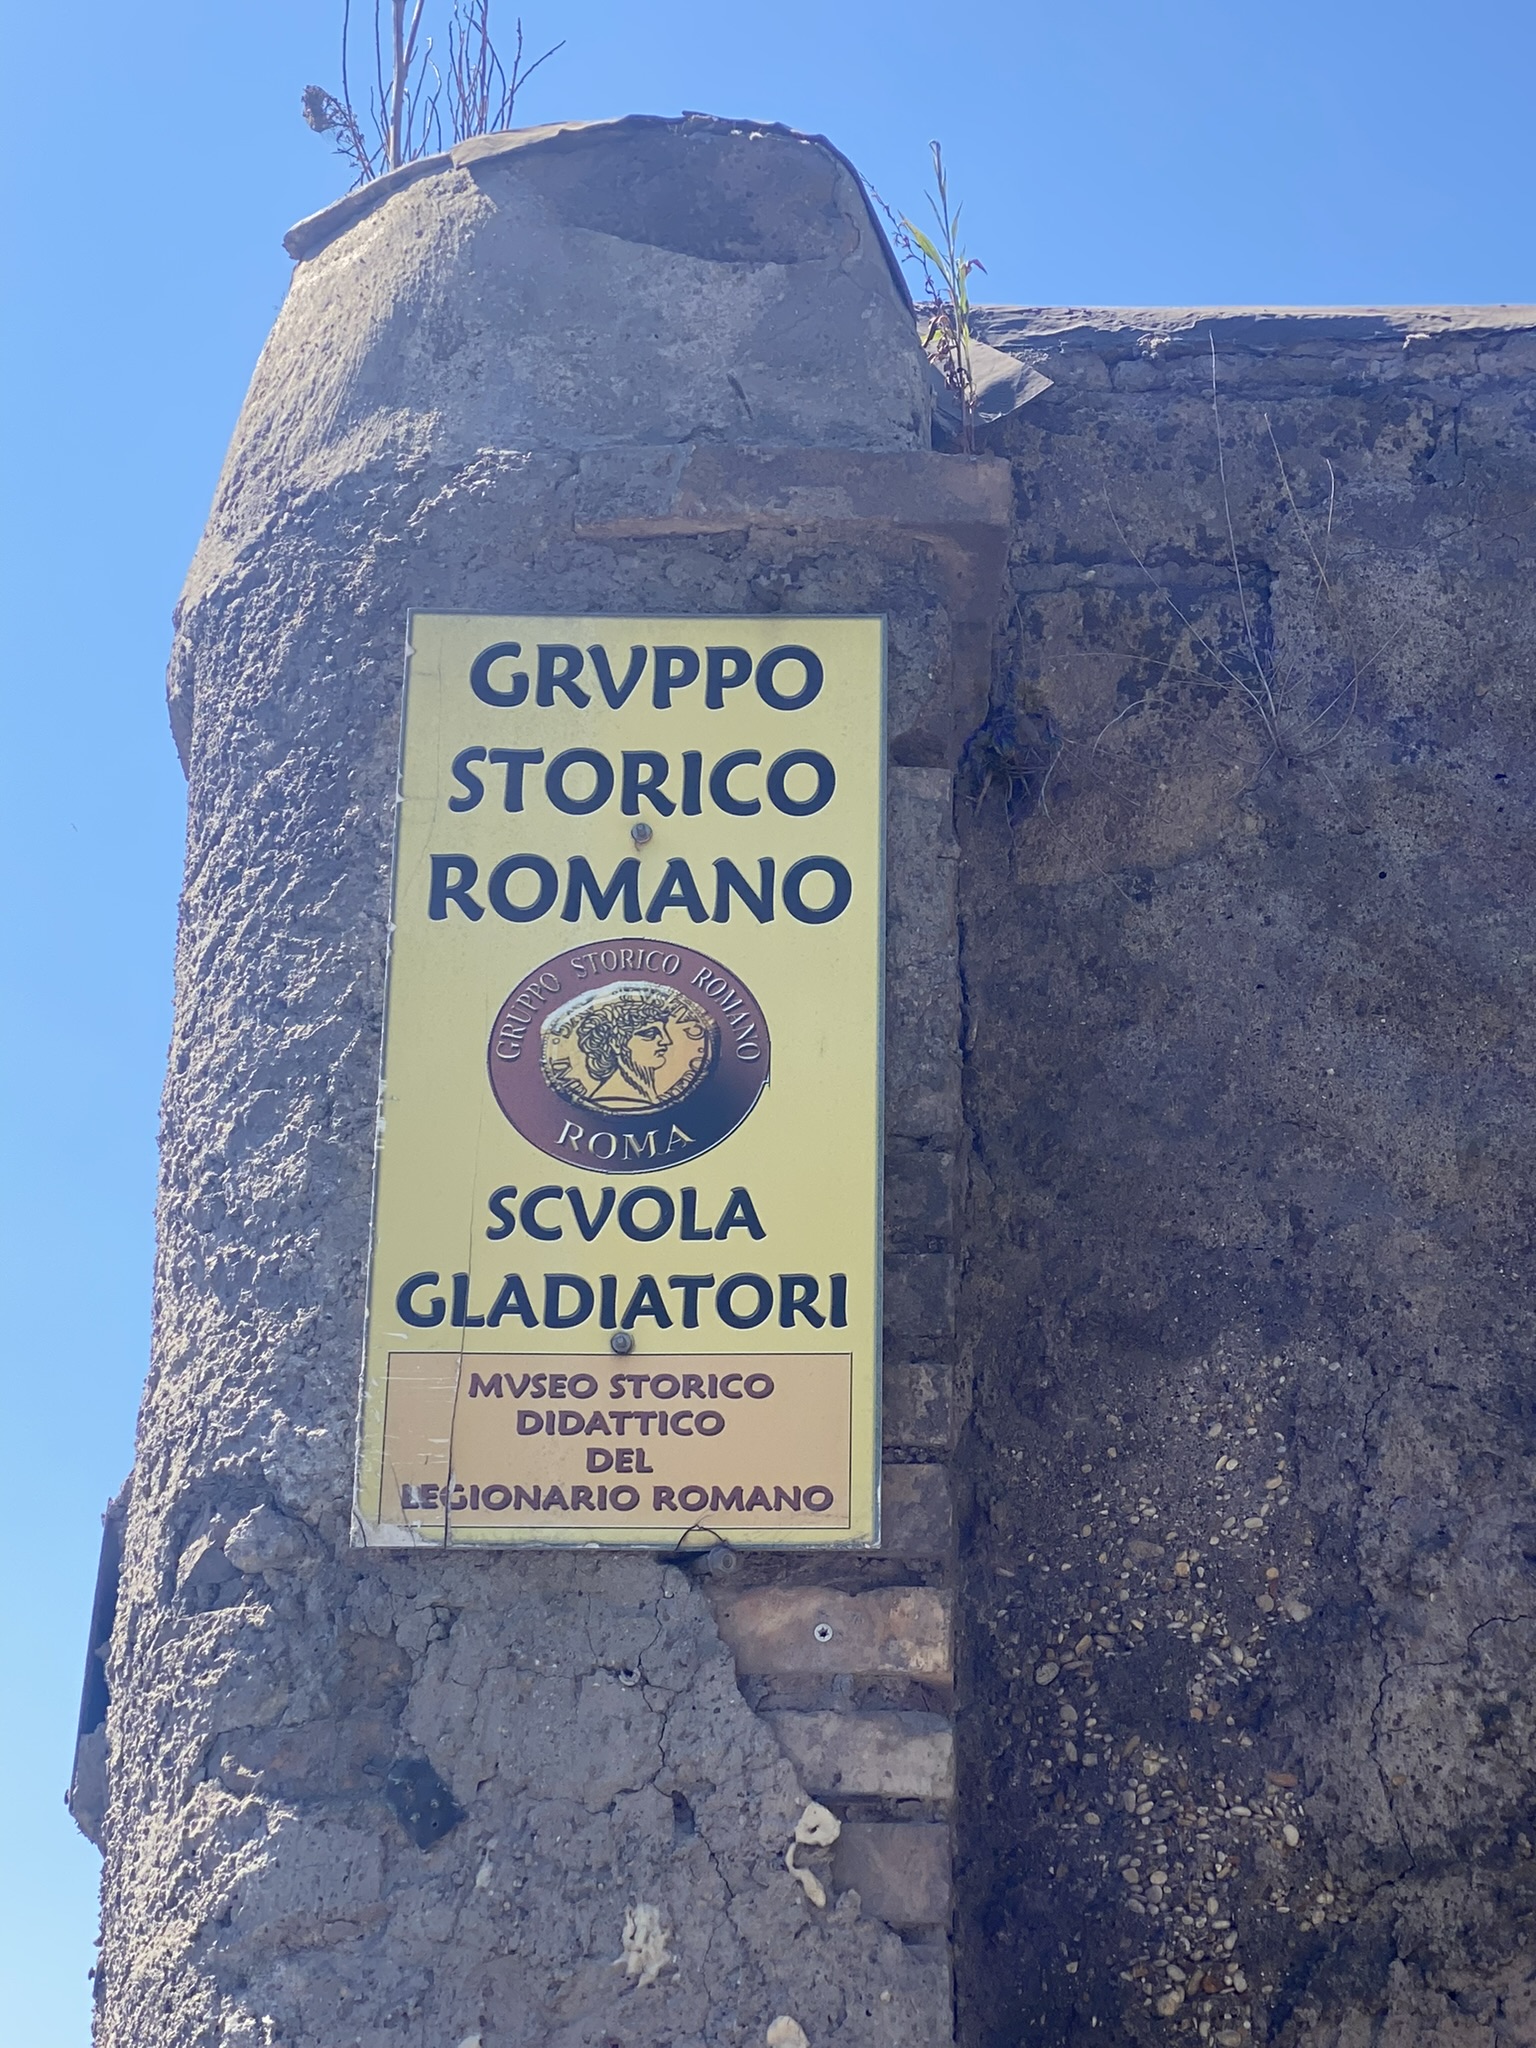 GRVPPO
STORICO
ROMANO
GRUPPO STORICO ROMANO
ROMA
SCVOLA
GLADIATORI
MVSEO STORICO
DIDATTICO
DEL
LEGIONARIO ROMANO